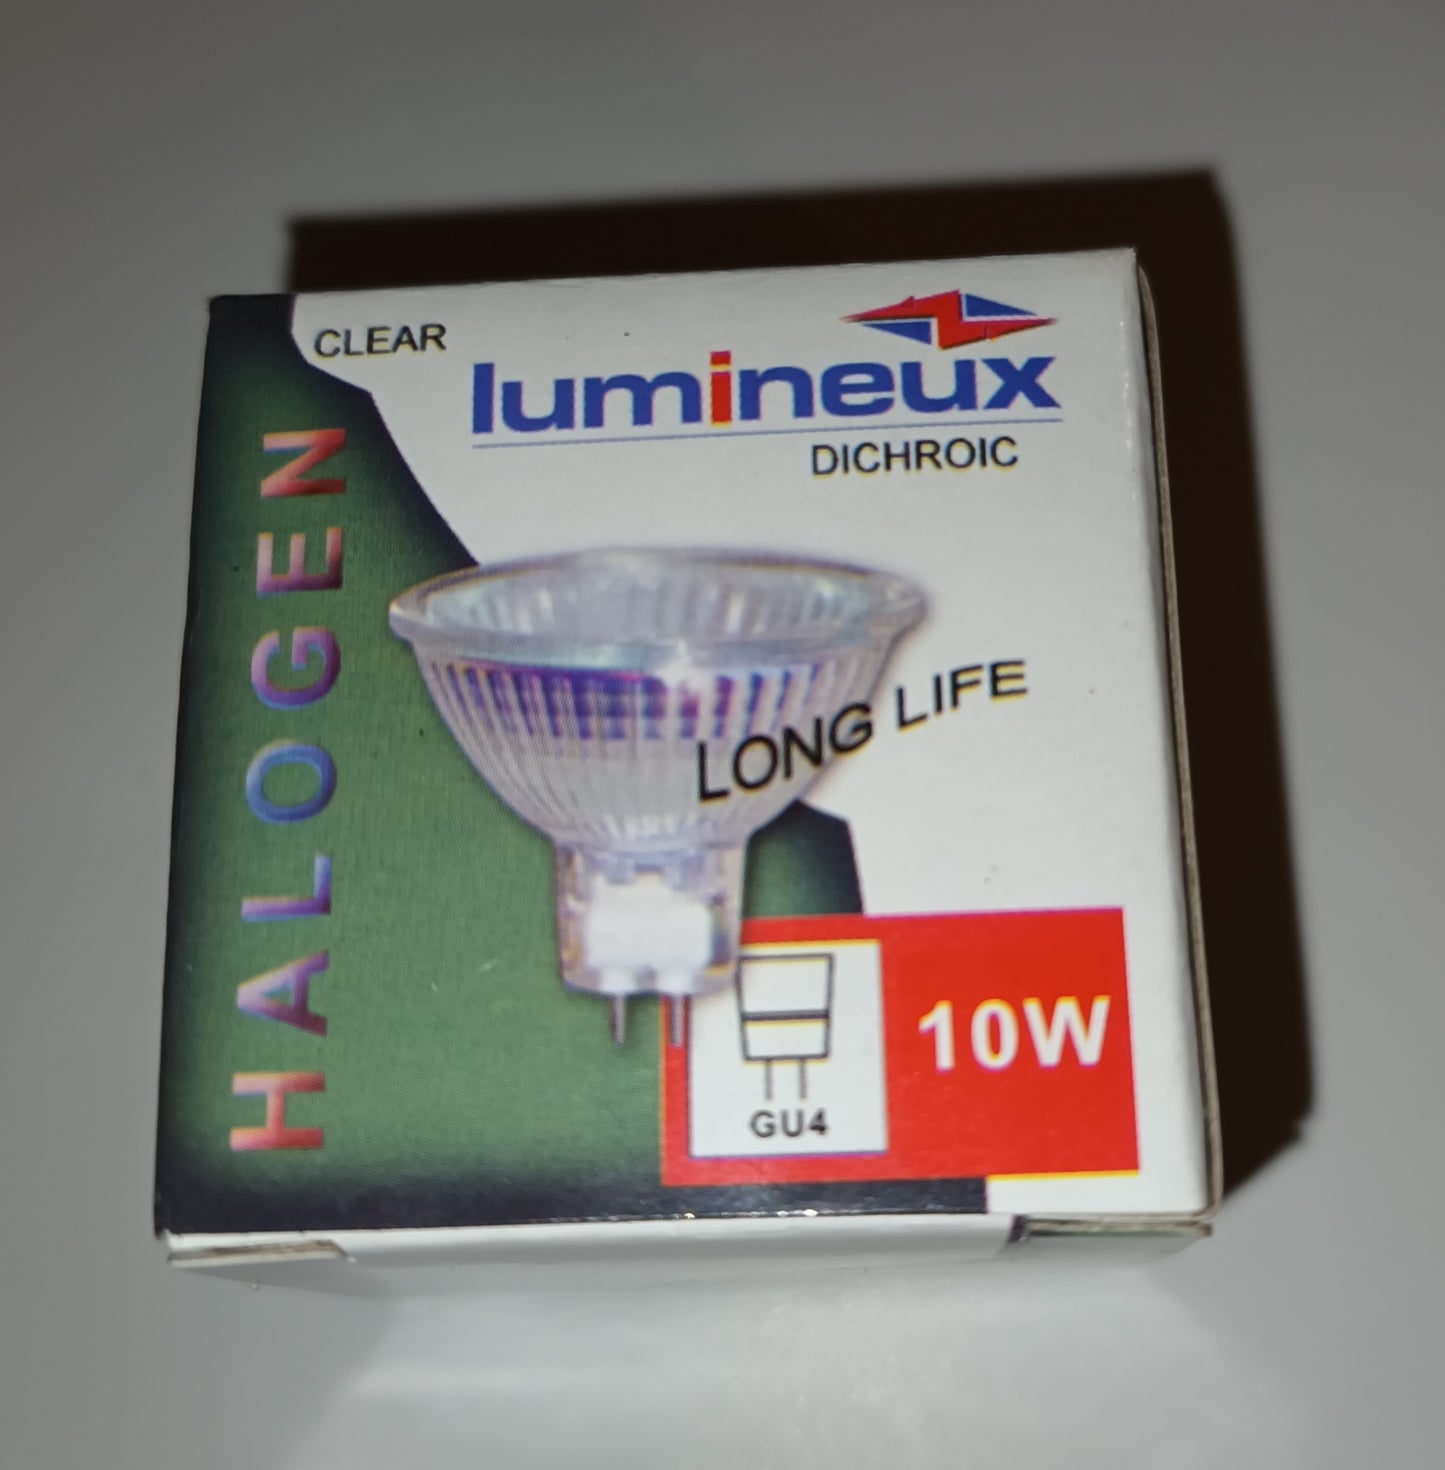 CLEAR
lumineux
DICHROIC
HALOGEN
LONG LIFE
10W
GU4